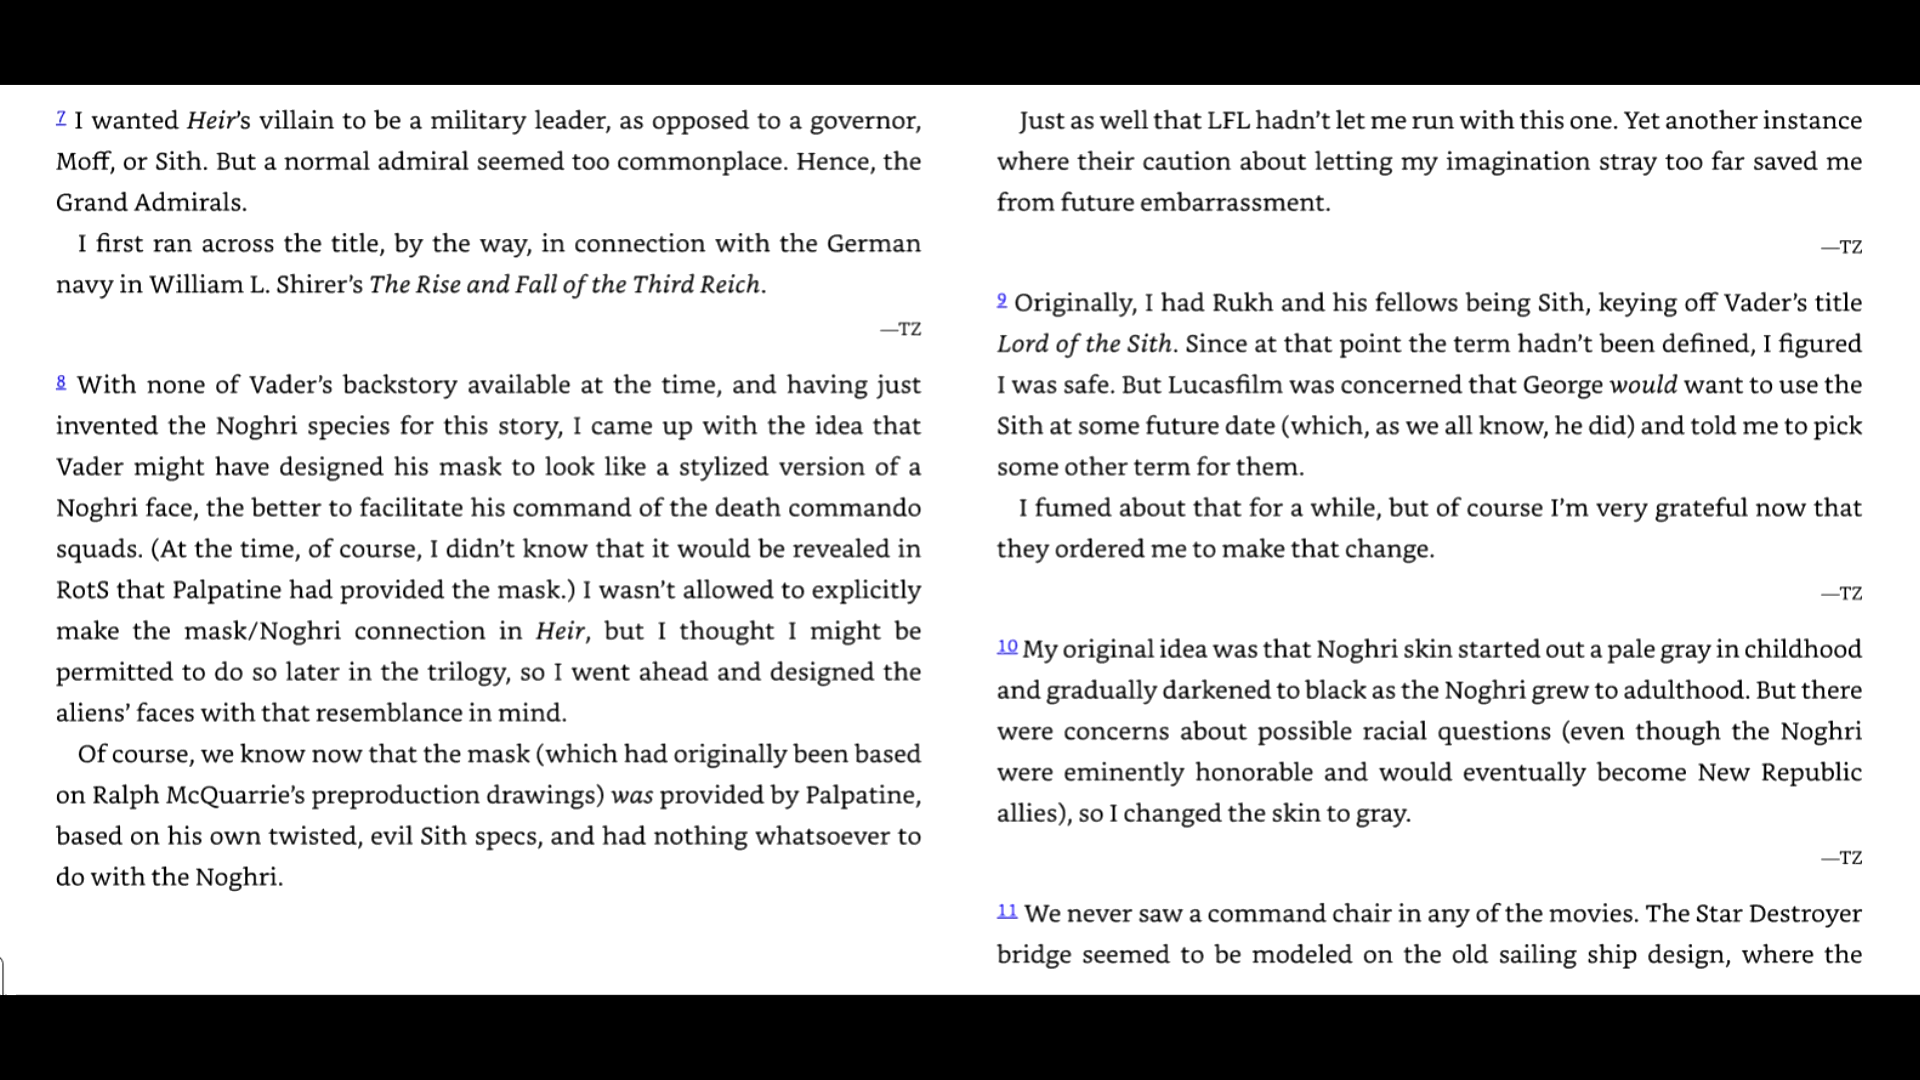 7 I wanted Heir’s villain to be a military leader, as opposed to a governor,
Moff, or Sith. But a normal admiral seemed too commonplace. Hence, the
Grand Admirals.
I first ran across the title, by the way, in connection with the German
navy in William L. Shirer’s The Rise and Fall of the Third Reich.
—TZ
8 With none of Vader’s backstory available at the time, and having just
invented the Noghri species for this story, I came up with the idea that
Vader might have designed his mask to look like a stylized version of a
Noghri face, the better to facilitate his command of the death commando
squads. (At the time, of course, I didn’t know that it would be revealed in
RotS that Palpatine had provided the mask.) I wasn’t allowed to explicitly
make the mask/Noghri connection in Heir, but I thought I might be
permitted to do so later in the trilogy, so I went ahead and designed the
aliens’ faces with that resemblance in mind.
Of course, we know now that the mask (which had originally been based
on Ralph McQuarrie’s preproduction drawings) was provided by Palpatine,
based on his own twisted, evil Sith specs, and had nothing whatsoever to
do with the Noghri.
Just as well that LFL hadn’t let me run with this one. Yet another instance
where their caution about letting my imagination stray too far saved me
from future embarrassment.
—TZ
9 Originally, I had Rukh and his fellows being Sith, keying off Vader’s title
Lord of the Sith. Since at that point the term hadn’t been defined, I figured
I was safe. But Lucasfilm was concerned that George would want to use the
Sith at some future date (which, as we all know, he did) and told me to pick
some other term for them.
I fumed about that for a while, but of course I’m very grateful now that
they ordered me to make that change.
—TZ
10 My original idea was that Noghri skin started out a pale gray in childhood
and gradually darkened to black as the Noghri grew to adulthood. But there
were concerns about possible racial questions (even though the Noghri
were eminently honorable and would eventually become New Republic
allies), so I changed the skin to gray.
—TZ
11 We never saw a command chair in any of the movies. The Star Destroyer
bridge seemed to be modeled on the old sailing ship design, where the